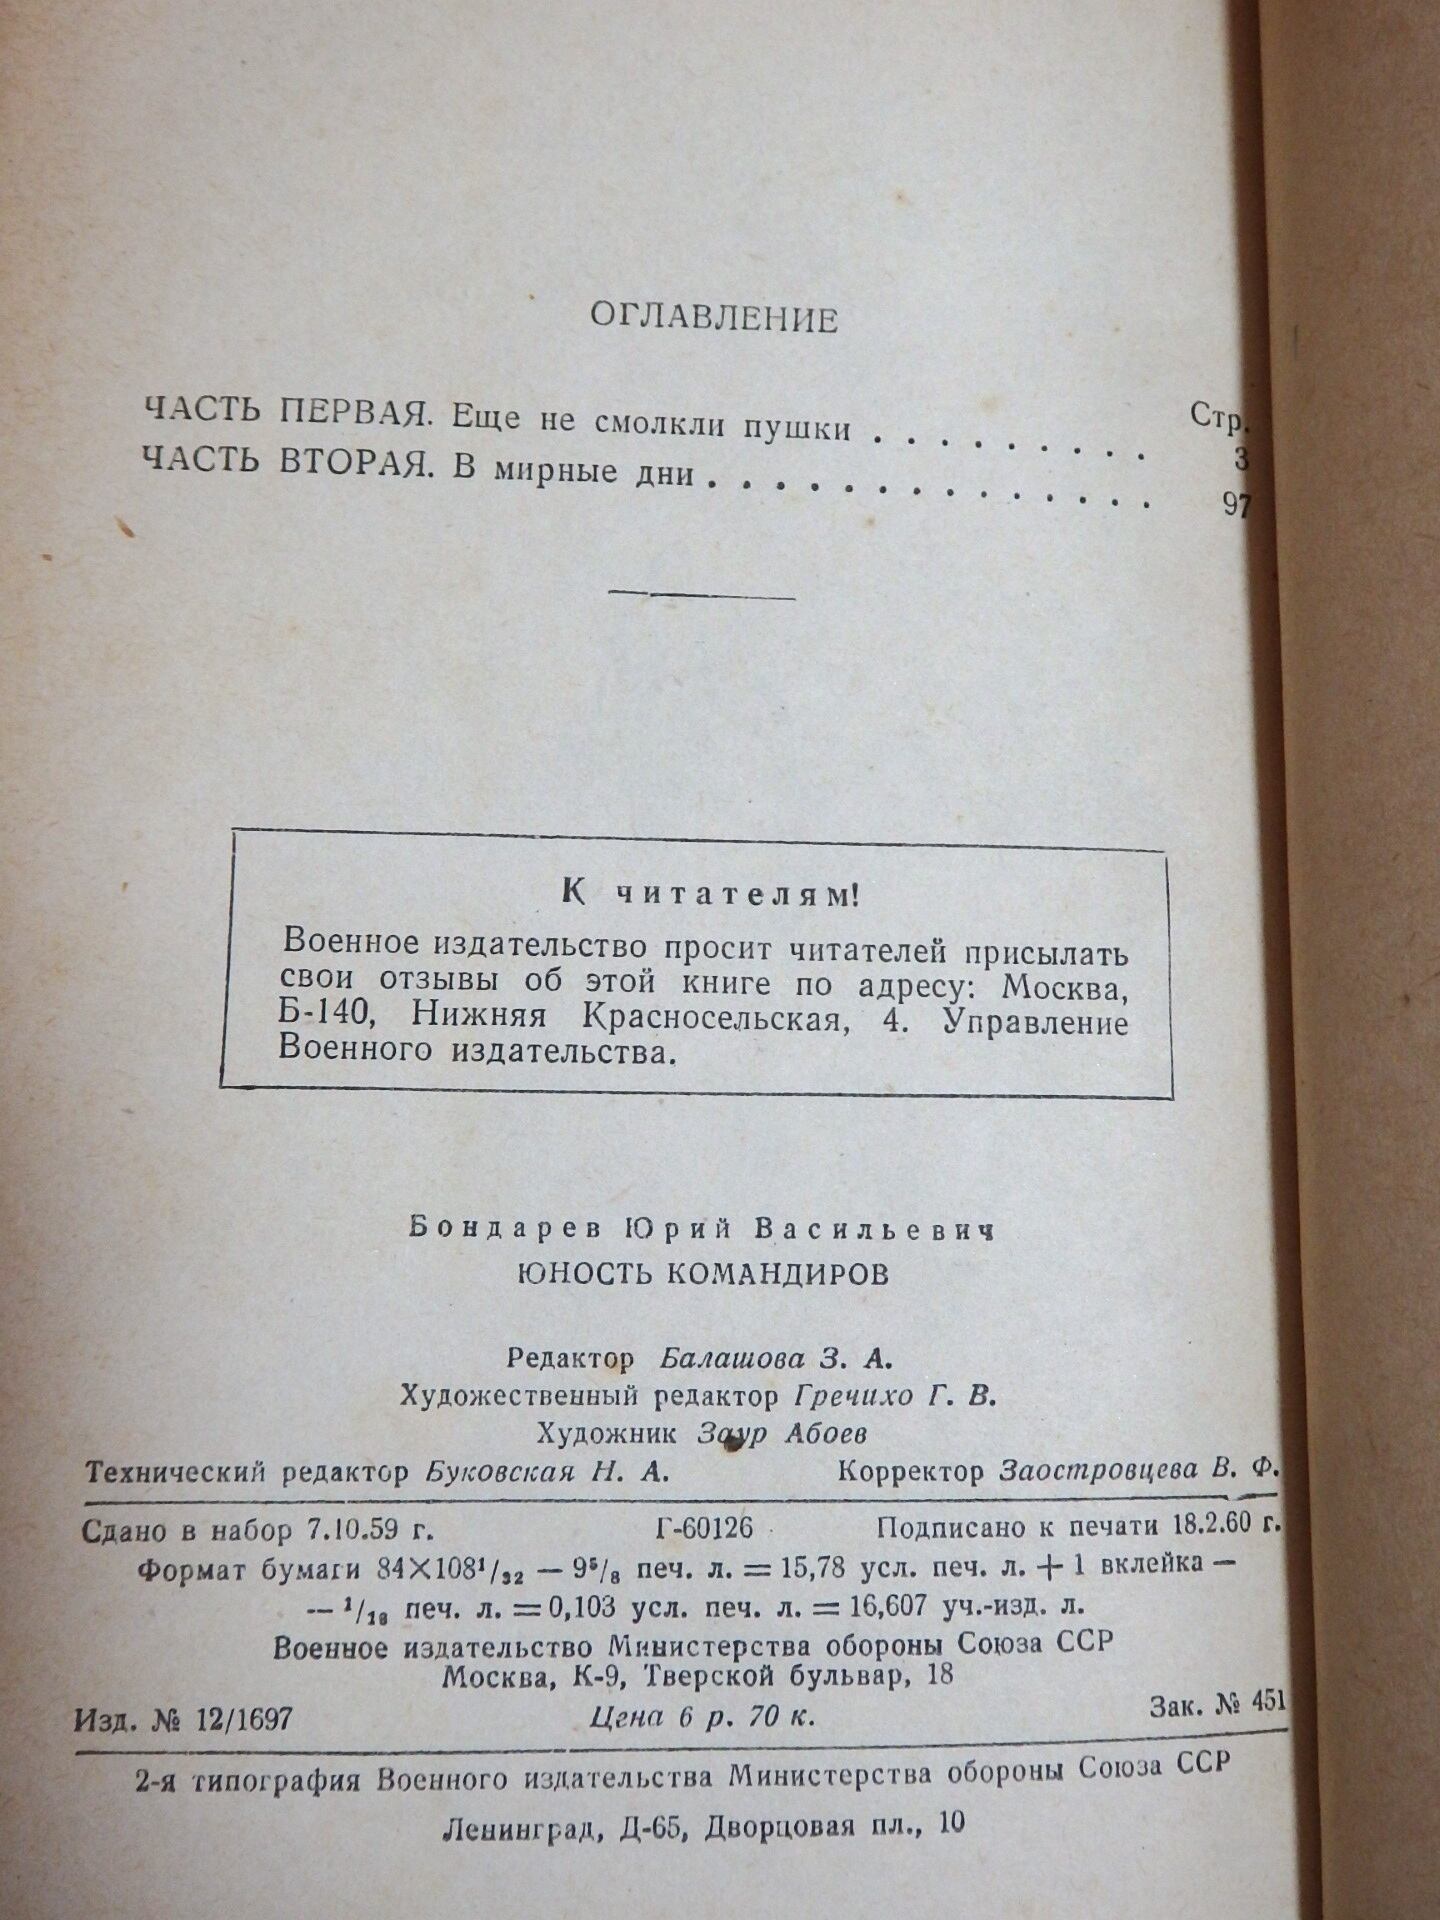 ОГЛАВЛЕНИЕ
Стр.
ЧАСТЬ ПЕРВАЯ. Еще не смолкли пушки . . . . . . . . . 3
ЧАСТЬ ВТОРАЯ. В мирные дни . . . . . . . . . . . . . . 97
К читателям!
Военное издательство просит читателей присылать
свои отзывы об этой книге по адресу: Москва,
Б-140, Нижняя Красносельская, 4. Управление
Военного издательства.
Бондарев Юрий Васильевич
ЮНОСТЬ КОМАНДИРОВ
Редактор Балашова З. А.
Художественный редактор Гречихо Г. В.
Художник Заур Абоев
Технический редактор Буковская Н. А. Корректор Заостровцева В. Ф.
Сдано в набор 7.10.59 г. Г-60126 Подписано к печати 18.2.60 г.
Формат бумаги 84×108¹/₃₂ — 9⁵/₈ печ. л. = 15,78 усл. печ. л. + 1 вклейка —
— ¹/₁₆ печ. л. = 0,103 усл. печ. л. = 16,607 уч.-изд. л.
Военное издательство Министерства обороны Союза ССР
Москва, К-9, Тверской бульвар, 18
Изд. № 12/1697 Цена 6 р. 70 к. Зак. № 451
2-я типография Военного издательства Министерства обороны Союза ССР
Ленинград, Д-65, Дворцовая пл., 10